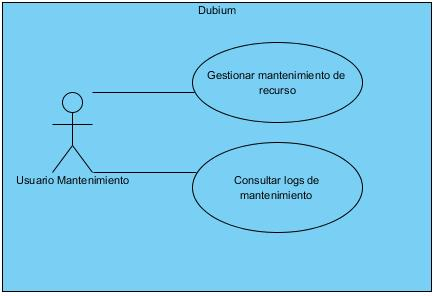 Dubium
Gestionar mantenimiento de
recurso
Usuario Mantenimiento
Consultar logs de
mantenimiento